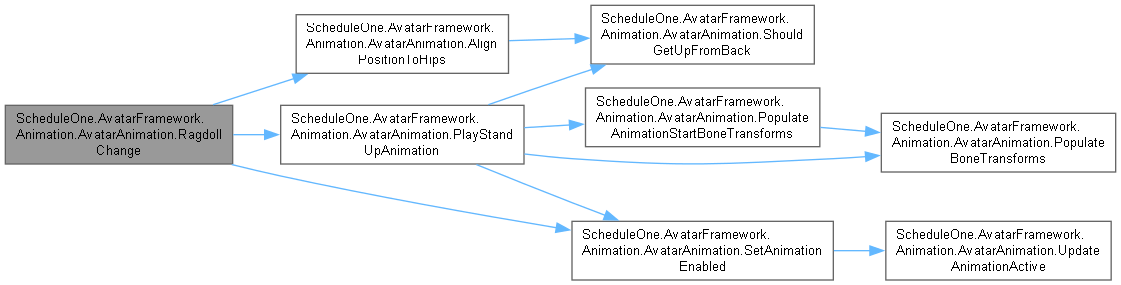 ScheduleOne.AvatarFramework.
Animation.AvatarAnimation.Ragdoll
Change
ScheduleOne.AvatarFramework.
Animation.AvatarAnimation.Align
PositionToHips
ScheduleOne.AvatarFramework.
Animation.AvatarAnimation.Should
GetUpFromBack
ScheduleOne.AvatarFramework.
Animation.AvatarAnimation.PlayStand
UpAnimation
ScheduleOne.AvatarFramework.
Animation.AvatarAnimation.Populate
AnimationStartBoneTransforms
ScheduleOne.AvatarFramework.
Animation.AvatarAnimation.Populate
BoneTransforms
ScheduleOne.AvatarFramework.
Animation.AvatarAnimation.SetAnimation
Enabled
ScheduleOne.AvatarFramework.
Animation.AvatarAnimation.Update
AnimationActive